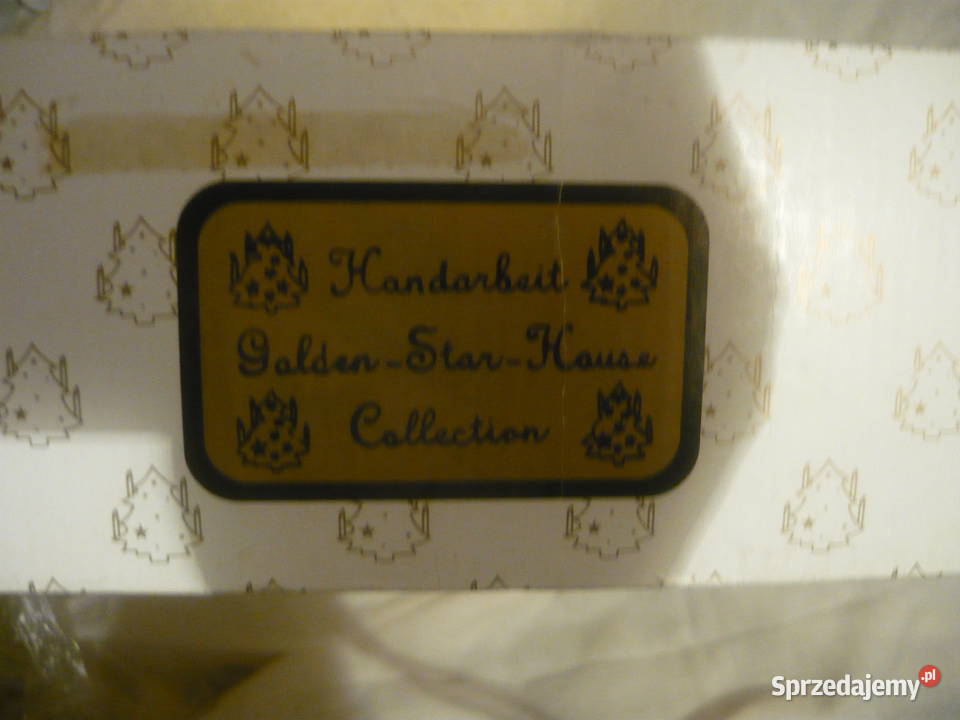 Handarbeit
Golden-Star-House
Collection
Sprzedajemy.pl